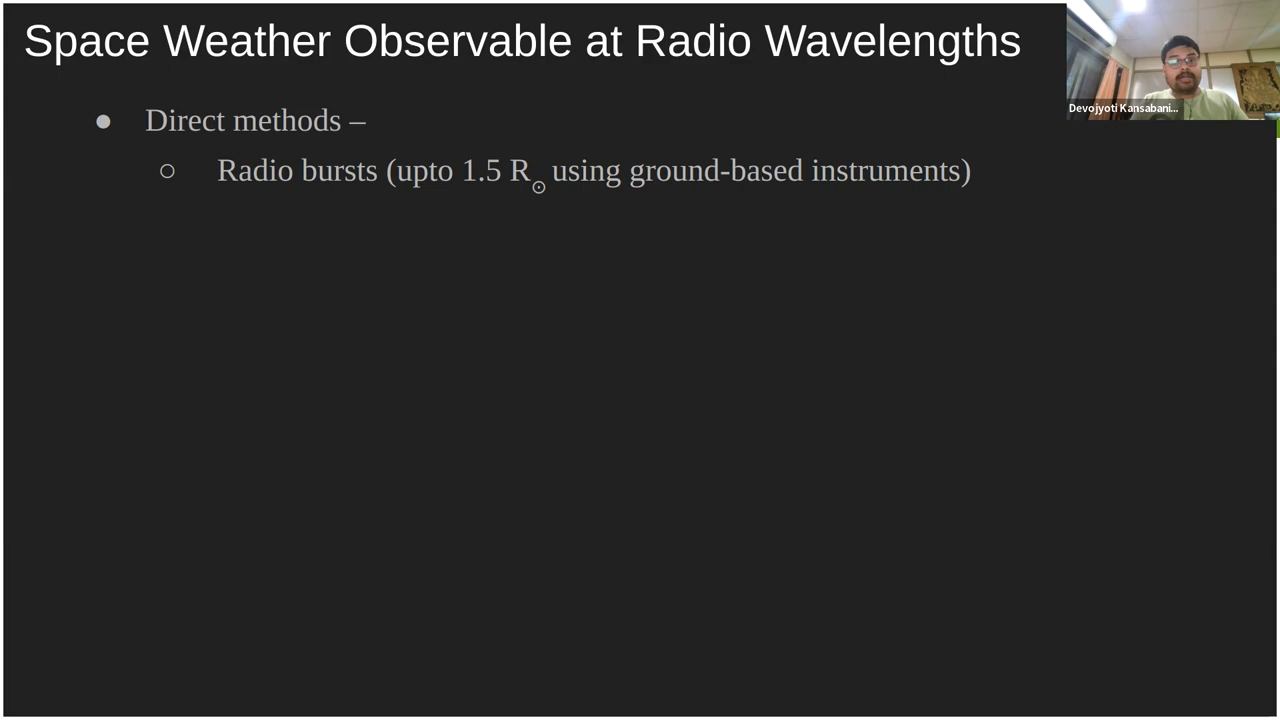 Space Weather Observable at Radio Wavelengths
Devojyoti Kansabani...
● Direct methods –
○ Radio bursts (upto 1.5 R☉ using ground-based instruments)